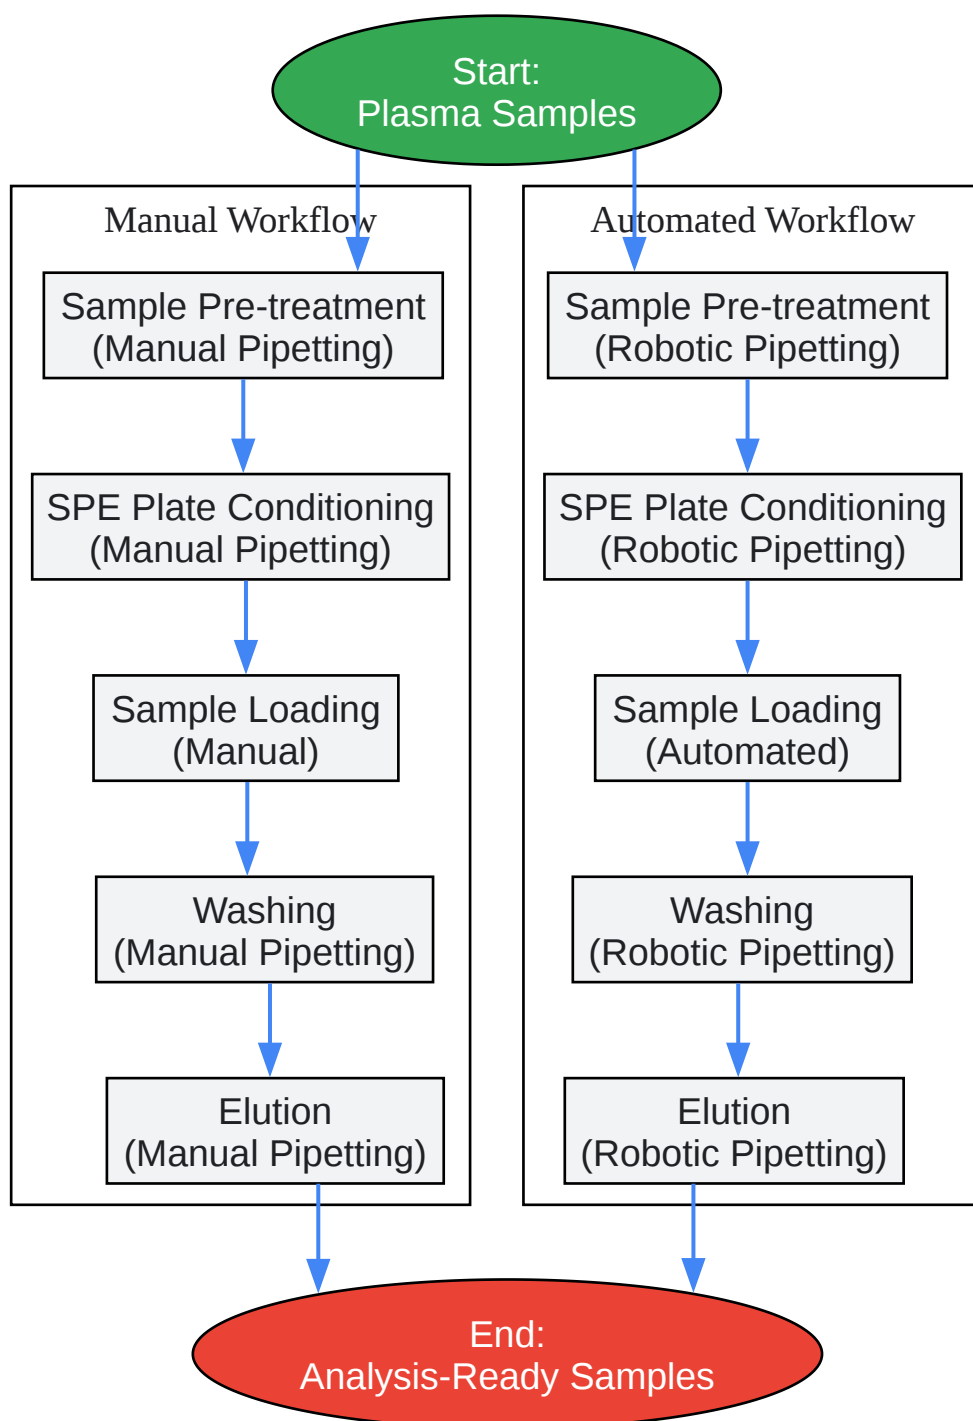 Start:
Plasma Samples
Manual Workflow
Sample Pre-treatment
(Manual Pipetting)
SPE Plate Conditioning
(Manual Pipetting)
Sample Loading
(Manual)
Washing
(Manual Pipetting)
Elution
(Manual Pipetting)
Automated Workflow
Sample Pre-treatment
(Robotic Pipetting)
SPE Plate Conditioning
(Robotic Pipetting)
Sample Loading
(Automated)
Washing
(Robotic Pipetting)
Elution
(Robotic Pipetting)
End:
Analysis-Ready Samples